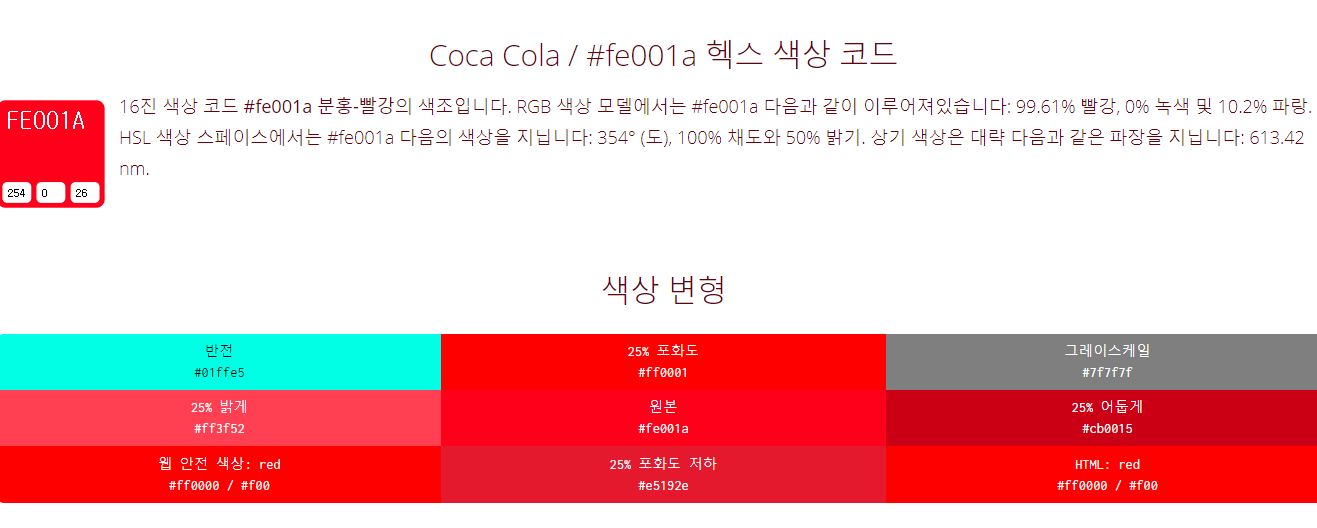 Coca Cola / #fe001a 헥스 색상 코드
FE001A
254 0 26
16진 색상 코드 #fe001a 분홍-빨강의 색조입니다. RGB 색상 모델에서는 #fe001a 다음과 같이 이루어져있습니다: 99.61% 빨강, 0% 녹색 및 10.2% 파랑.
HSL 색상 스페이스에서는 #fe001a 다음의 색상을 지닙니다: 354° (도), 100% 채도와 50% 밝기. 상기 색상은 대략 다음과 같은 파장을 지닙니다: 613.42
nm.
색상 변형
반전
#01ffe5
25% 포화도
#ff0001
그레이스케일
#7f7f7f
25% 밝게
#ff3f52
원본
#fe001a
25% 어둡게
#cb0015
웹 안전 색상: red
#ff0000 / #f00
25% 포화도 저하
#e5192e
HTML: red
#ff0000 / #f00